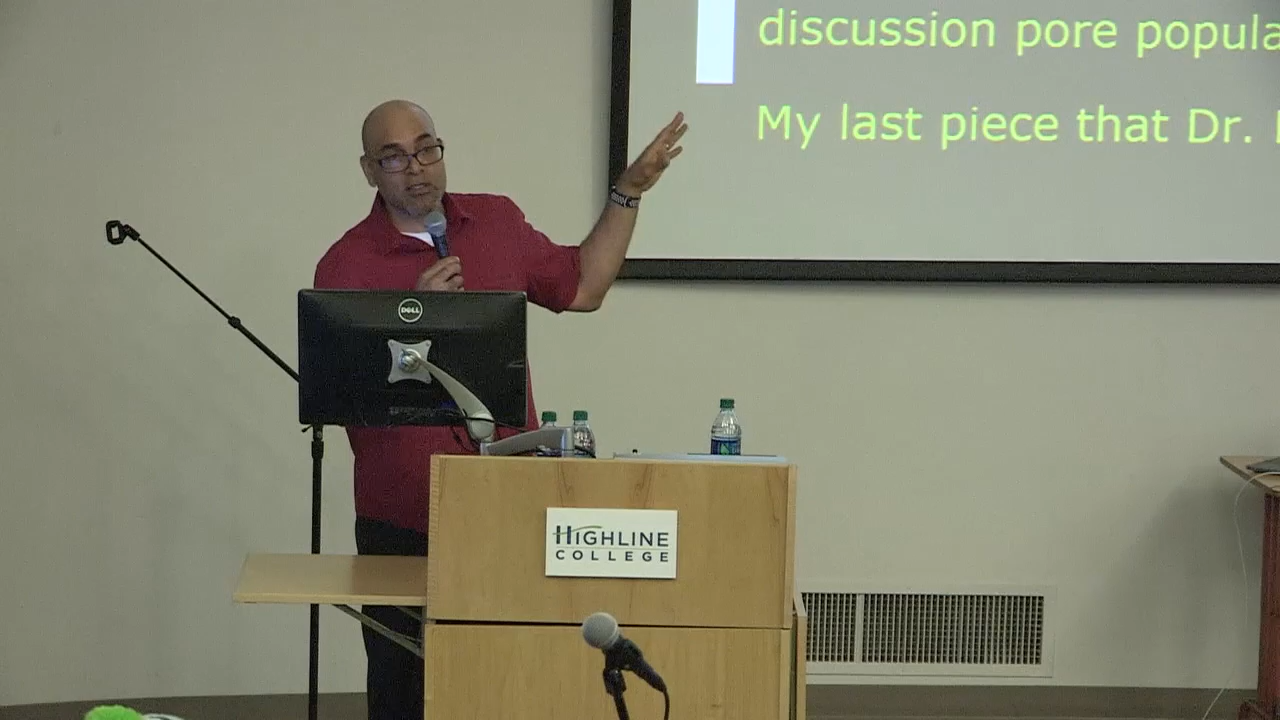 discussion pore popula
My last piece that Dr.
DELL
HIGHLINE
COLLEGE